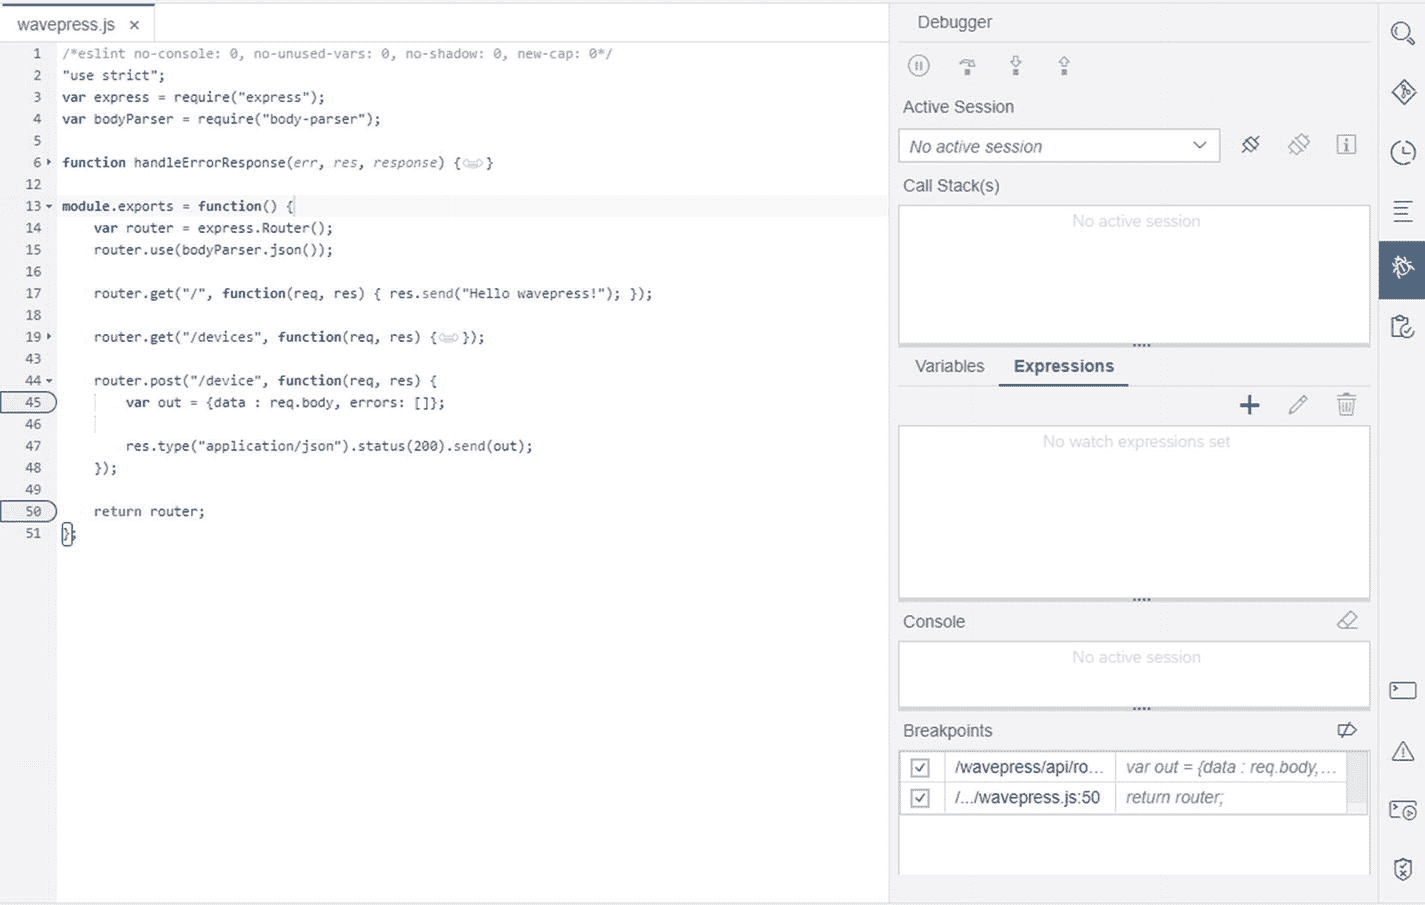 wavepress.js ×
1 /*eslint no-console: 0, no-unused-vars: 0, no-shadow: 0, new-cap: 0*/
2 "use strict";
3 var express = require("express");
4 var bodyParser = require("body-parser");
5
6 function handleErrorResponse(err, res, response) { }
12
13 module.exports = function() {
14 var router = express.Router();
15 router.use(bodyParser.json());
16
17 router.get("/", function(req, res) { res.send("Hello wavepress!"); });
18
19 router.get("/devices", function(req, res) { });
43
44 router.post("/device", function(req, res) {
45 var out = {data : req.body, errors: []};
46
47 res.type("application/json").status(200).send(out);
48 });
49
50 return router;
51 };
Debugger
Active Session
No active session
Call Stack(s)
No active session
Variables Expressions
No watch expressions set
Console
No active session
Breakpoints
/wavepress/api/ro... var out = {data : req.body,...
/.../wavepress.js:50 return router;